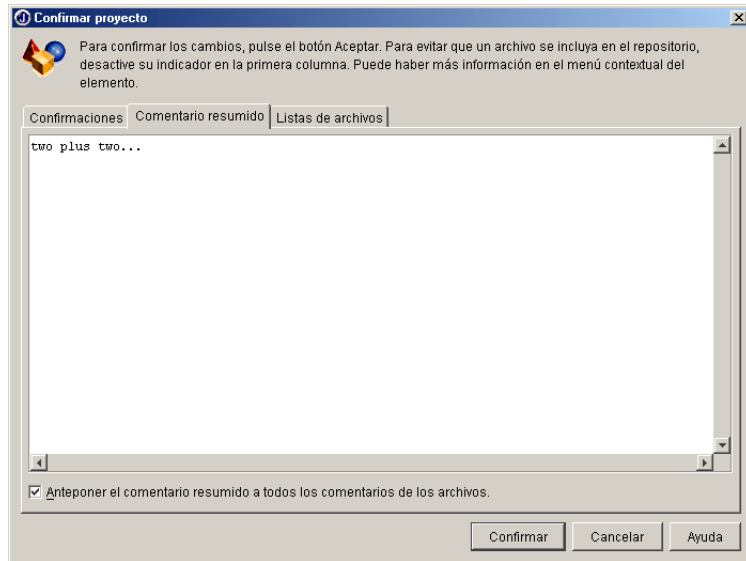 Confirmar proyecto
Para confirmar los cambios, pulse el botón Aceptar. Para evitar que un archivo se incluya en el repositorio,
desactive su indicador en la primera columna. Puede haber más información en el menú contextual del
elemento.
Confirmaciones Comentario resumido Listas de archivos
two plus two...
Anteponer el comentario resumido a todos los comentarios de los archivos.
Confirmar Cancelar Ayuda